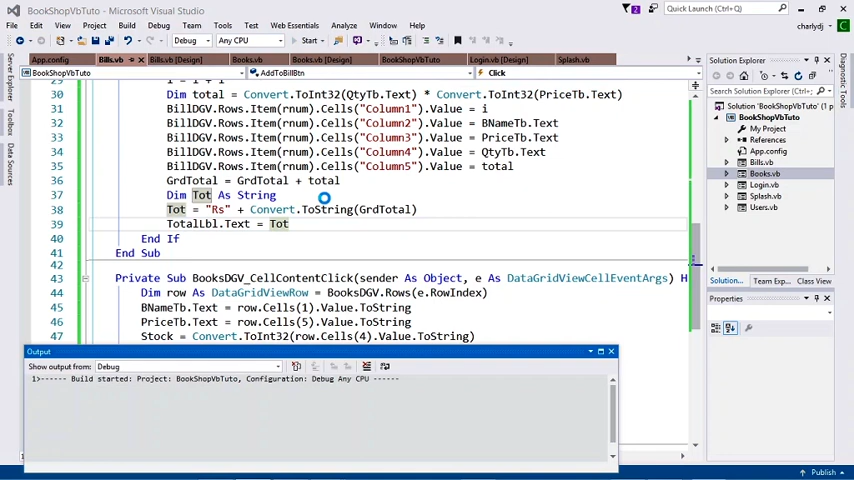 BookShopVbTuto - Microsoft Visual Studio
2
Quick Launch (Ctrl+Q)
File Edit View Project Build Debug Team Tools Test Web Essentials Analyze Window Help charlydj
Debug Any CPU Start
App.config Bills.vb Bills.vb [Design] Books.vb Books.vb [Design] BookShopVbTuto Login.vb [Design] Splash.vb
BookShopVbTuto AddToBillBtn Click
29 i = i + 1
30 Dim total = Convert.ToInt32(QtyTb.Text) * Convert.ToInt32(PriceTb.Text)
31 BillDGV.Rows.Item(rnum).Cells("Column1").Value = i
32 BillDGV.Rows.Item(rnum).Cells("Column2").Value = BNameTb.Text
33 BillDGV.Rows.Item(rnum).Cells("Column3").Value = PriceTb.Text
34 BillDGV.Rows.Item(rnum).Cells("Column4").Value = QtyTb.Text
35 BillDGV.Rows.Item(rnum).Cells("Column5").Value = total
36 GrdTotal = GrdTotal + total
37 Dim Tot As String
38 Tot = "Rs" + Convert.ToString(GrdTotal)
39 TotalLbl.Text = Tot
40 End If
41 End Sub
42
43 Private Sub BooksDGV_CellContentClick(sender As Object, e As DataGridViewCellEventArgs) H
44 Dim row As DataGridViewRow = BooksDGV.Rows(e.RowIndex)
45 BNameTb.Text = row.Cells(1).Value.ToString
46 PriceTb.Text = row.Cells(5).Value.ToString
47 Stock = Convert.ToInt32(row.Cells(4).Value.ToString)
Output
Show output from: Debug
1>------ Build started: Project: BookShopVbTuto, Configuration: Debug Any CPU ------
Server Explorer
Toolbox
Data Sources
Solution Explorer
Search Solution Explorer (Ctrl+;)
Solution 'BookShopVbTuto' (1 proje
BookShopVbTuto
My Project
References
App.config
Bills.vb
Books.vb
Login.vb
Splash.vb
Users.vb
Solution... Team Exp... Class View
Properties
Diagnostic Tools
Publish